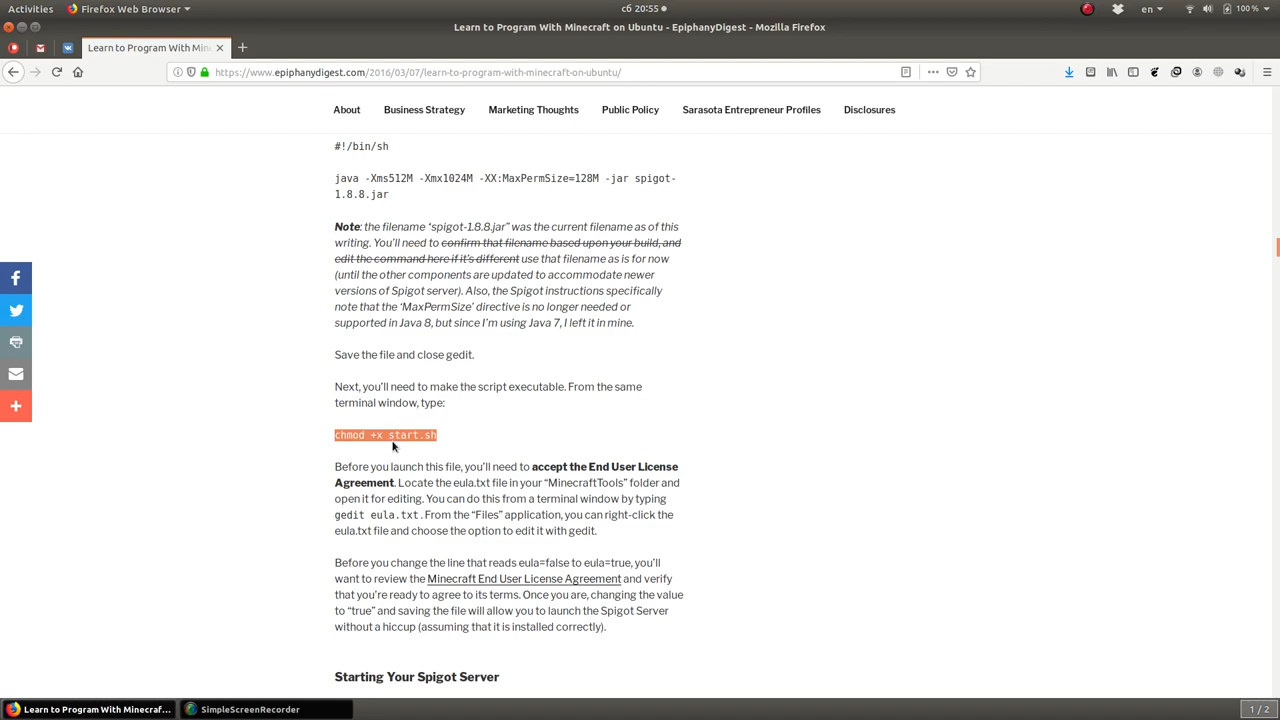 Activities Firefox Web Browser сб 20:55 en 100 %
Learn to Program With Minecraft on Ubuntu - EpiphanyDigest - Mozilla Firefox
Learn to Program With Min
https://www.epiphanydigest.com/2016/03/07/learn-to-program-with-minecraft-on-ubuntu/
About Business Strategy Marketing Thoughts Public Policy Sarasota Entrepreneur Profiles Disclosures
#!/bin/sh
java -Xms512M -Xmx1024M -XX:MaxPermSize=128M -jar spigot-
1.8.8.jar
Note: the filename ‘spigot-1.8.8.jar” was the current filename as of this
writing. You’ll need to confirm that filename based upon your build, and
edit the command here if it’s different use that filename as is for now
(until the other components are updated to accommodate newer
versions of Spigot server). Also, the Spigot instructions specifically
note that the ‘MaxPermSize’ directive is no longer needed or
supported in Java 8, but since I’m using Java 7, I left it in mine.
Save the file and close gedit.
Next, you’ll need to make the script executable. From the same
terminal window, type:
chmod +x start.sh
Before you launch this file, you’ll need to accept the End User License
Agreement. Locate the eula.txt file in your “MinecraftTools” folder and
open it for editing. You can do this from a terminal window by typing
gedit eula.txt. From the “Files” application, you can right-click the
eula.txt file and choose the option to edit it with gedit.
Before you change the line that reads eula=false to eula=true, you’ll
want to review the Minecraft End User License Agreement and verify
that you’re ready to agree to its terms. Once you are, changing the value
to “true” and saving the file will allow you to launch the Spigot Server
without a hiccup (assuming that it is installed correctly).
Starting Your Spigot Server
Learn to Program With Minecraf... SimpleScreenRecorder 1 / 2